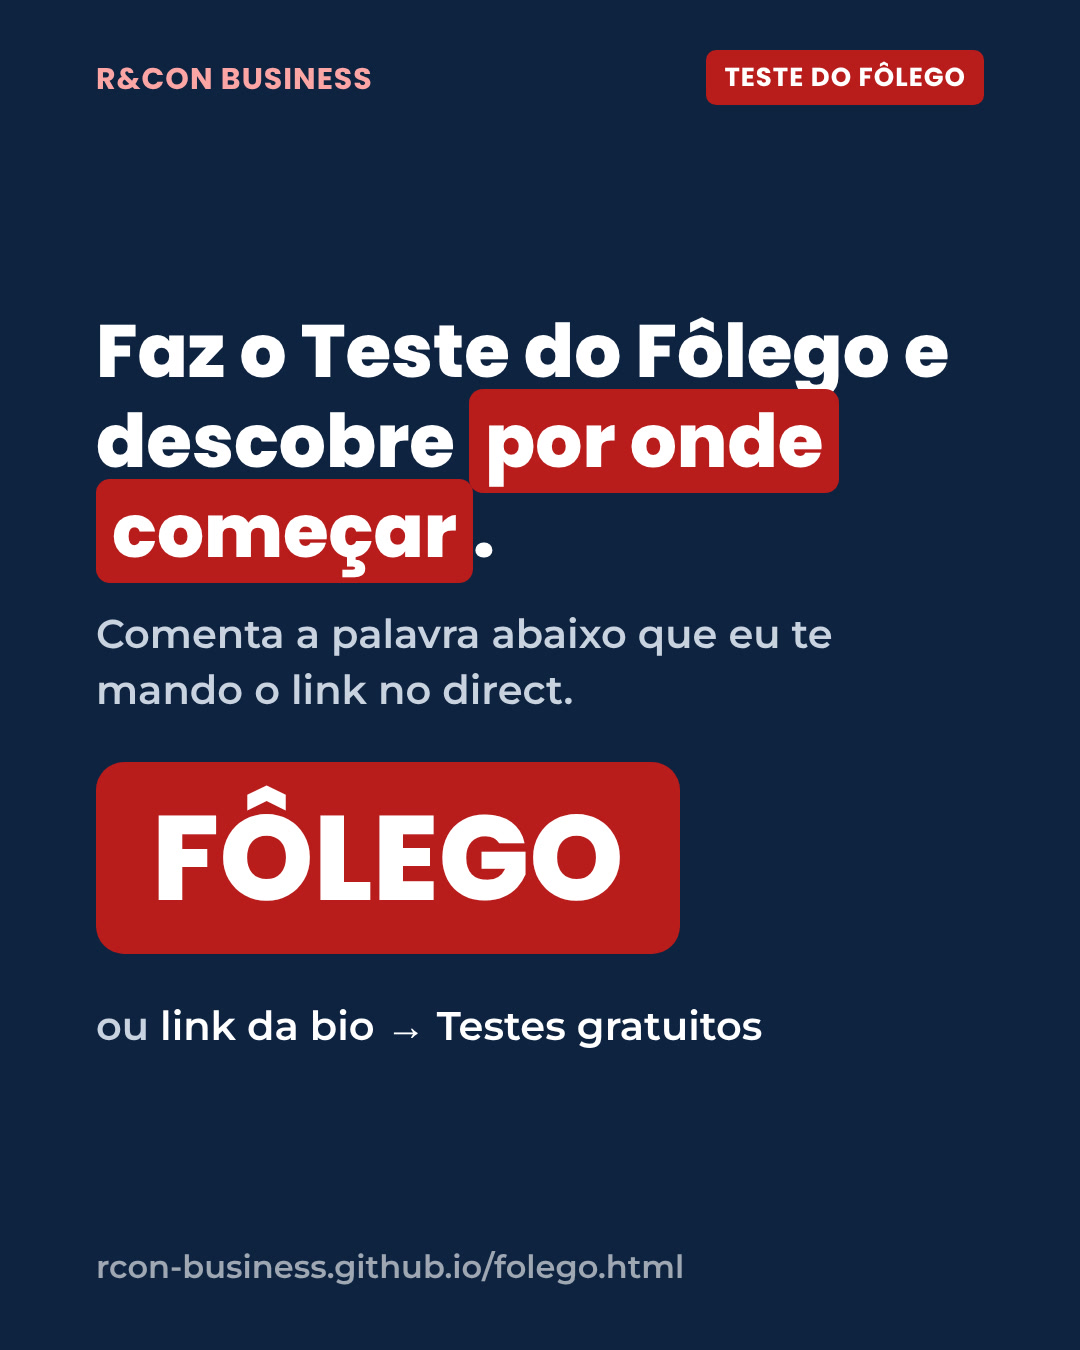 R&CON BUSINESS
TESTE DO FÔLEGO
Faz o Teste do Fôlego e
descobre por onde
começar.
Comenta a palavra abaixo que eu te
mando o link no direct.
FÔLEGO
ou link da bio → Testes gratuitos
rcon-business.github.io/folego.html